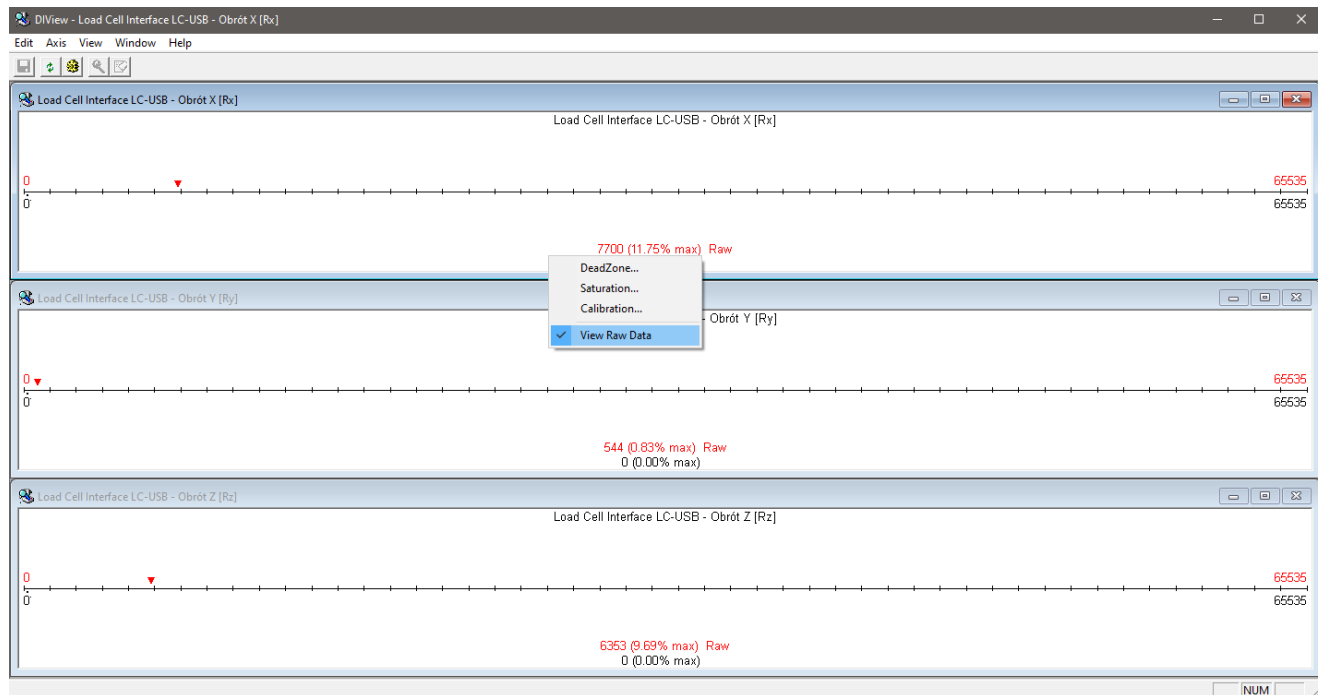 DIView - Load Cell Interface LC-USB - Obrót X [Rx]
Edit Axis View Window Help
Load Cell Interface LC-USB - Obrót X [Rx]
Load Cell Interface LC-USB - Obrót X [Rx]
0 65535
0 65535
7700 (11.75% max) Raw
DeadZone...
Saturation...
Calibration...
View Raw Data
Load Cell Interface LC-USB - Obrót Y [Ry]
- Obrót Y [Ry]
0 65535
0 65535
544 (0.83% max) Raw
0 (0.00% max)
Load Cell Interface LC-USB - Obrót Z [Rz]
Load Cell Interface LC-USB - Obrót Z [Rz]
0 65535
0 65535
6353 (9.69% max) Raw
0 (0.00% max)
NUM